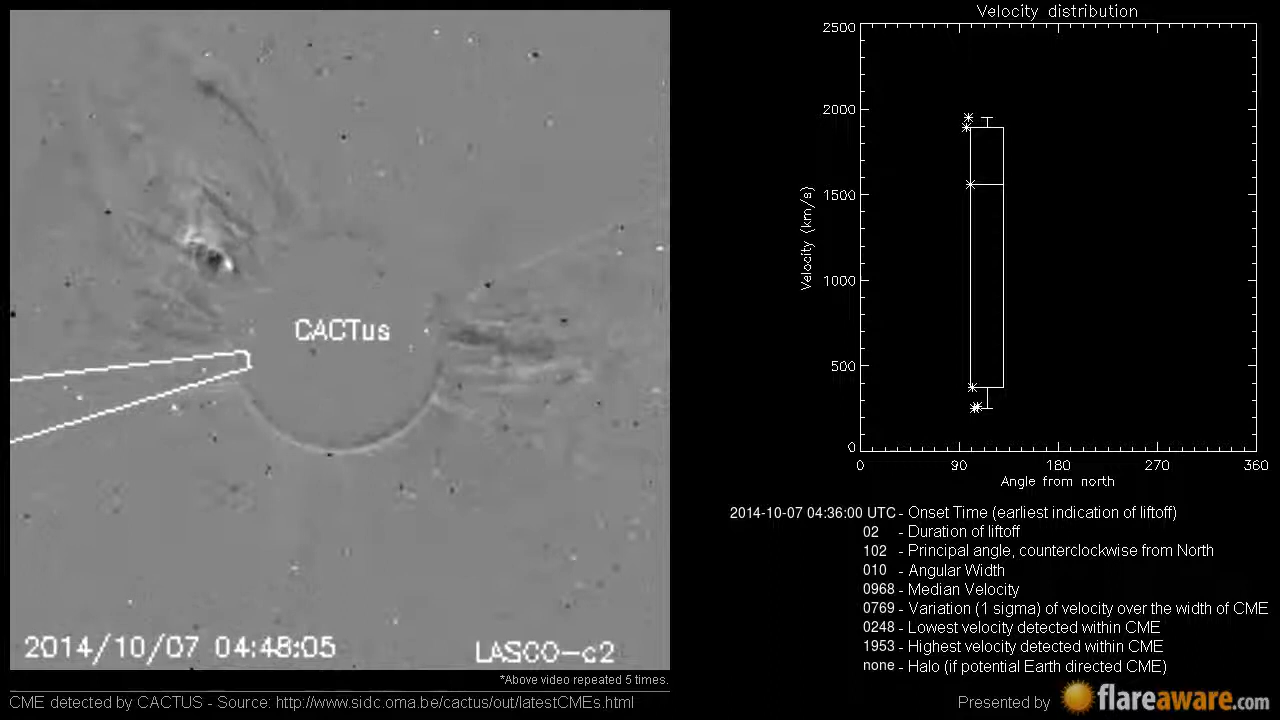 CACTus
2014/10/07 04:48:05
LASCO-c2
*Above video repeated 5 times.
CME detected by CACTUS - Source: http://www.sidc.oma.be/cactus/out/latestCMEs.html
Velocity distribution
2500
2000
1500
1000
500
0
Velocity (km/s)
0 90 180 270 360
Angle from north
2014-10-07 04:36:00 UTC - Onset Time (earliest indication of liftoff)
02 - Duration of liftoff
102 - Principal angle, counterclockwise from North
010 - Angular Width
0968 - Median Velocity
0769 - Variation (1 sigma) of velocity over the width of CME
0248 - Lowest velocity detected within CME
1953 - Highest velocity detected within CME
none - Halo (if potential Earth directed CME)
Presented by flareaware.com